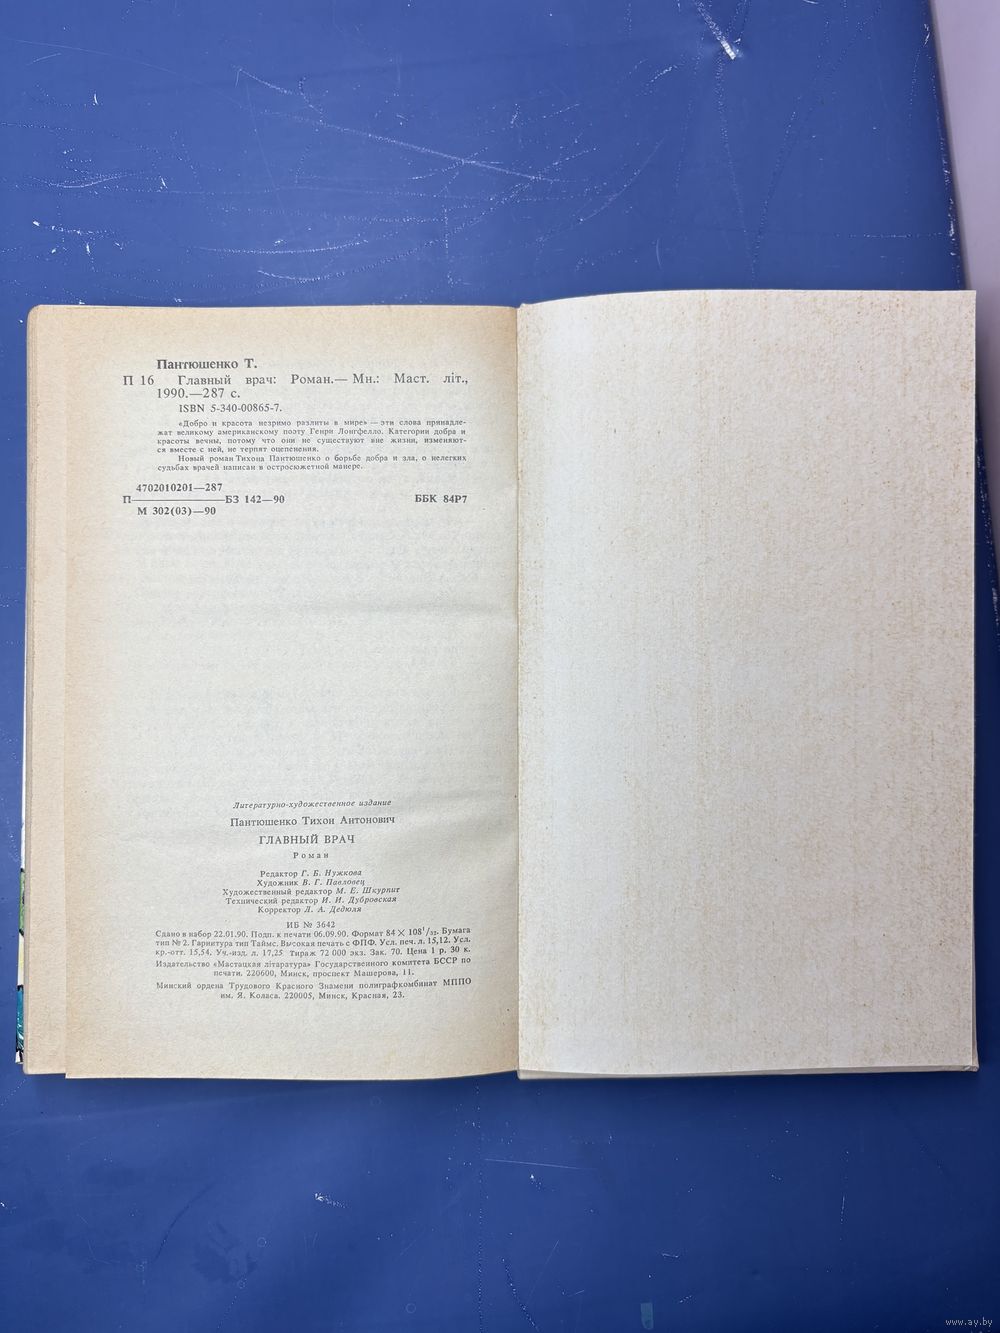 Пантюшенко Т.
П 16 Главный врач: Роман.— Мн.: Маст. літ.,
1990.—287 с.
ISBN 5-340-00865-7.
«Добро и красота незримо разлиты в мире» — эти слова принадле-
жат великому американскому поэту Генри Лонгфелло. Категории добра и
красоты вечны, потому что они не существуют вне жизни, изменяют-
ся вместе с ней, не терпят оцепенения.
Новый роман Тихона Пантюшенко о борьбе добра и зла, о нелегких
судьбах врачей написан в остросюжетной манере.
4702010201—287
П————БЗ 142—90 ББК 84Р7
М 302(03)—90
Литературно-художественное издание
Пантюшенко Тихон Антонович
ГЛАВНЫЙ ВРАЧ
Роман
Редактор Г. Б. Нужкова
Художник В. Г. Павловец
Художественный редактор М. Е. Шкурпит
Технический редактор И. И. Дубровская
Корректор Л. А. Дедюля
ИБ № 3642
Сдано в набор 22.01.90. Подп. к печати 06.09.90. Формат 84 × 108¹/₃₂. Бумага
тип № 2. Гарнитура тип Таймс. Высокая печать с ФПФ. Усл. печ. л. 15,12. Усл.
кр.-отт. 15,54. Уч.-изд. л. 17,25 Тираж 72 000 экз. Зак. 70. Цена 1 р. 30 к.
Издательство «Мастацкая літаратура» Государственного комитета БССР по
печати. 220600, Минск, проспект Машерова, 11.
Минский ордена Трудового Красного Знамени полиграфкомбинат МППО
им. Я. Коласа. 220005, Минск, Красная, 23.
www.ay.by